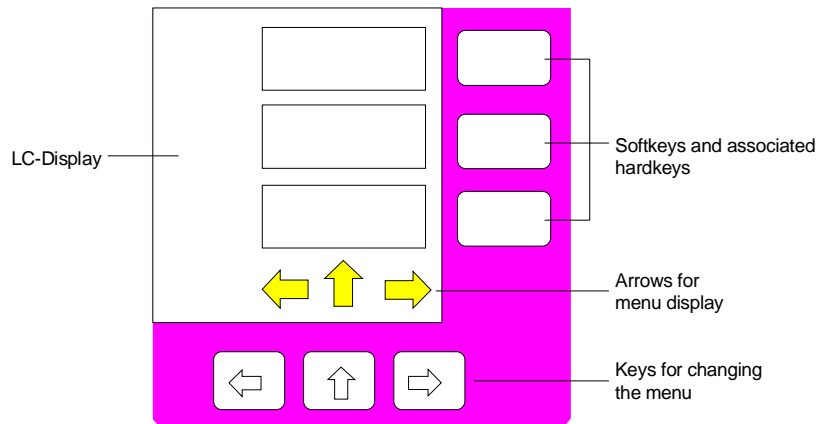 LC-Display
Softkeys and associated
hardkeys
Arrows for
menu display
Keys for changing
the menu